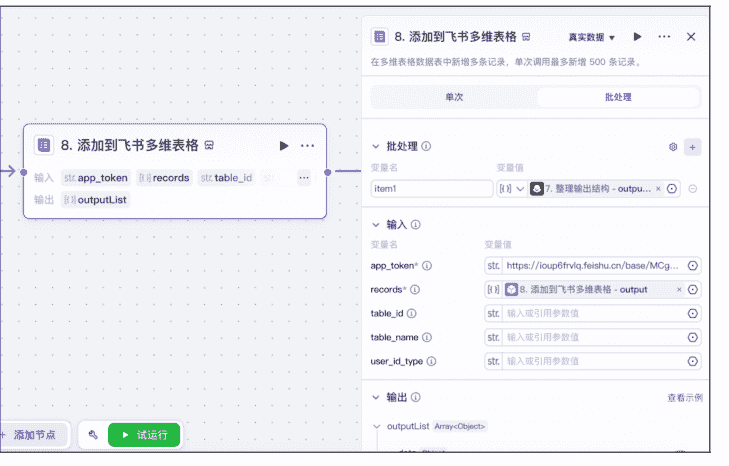 8. 添加到飞书多维表格
真实数据
在多维表格数据表中新增多条记录，单次调用最多新增 500 条记录。
单次
批处理
8. 添加到飞书多维表格
输入 str. app_token [{}] records str. table_id ...
输出 [{}] outputList
批处理
变量名 变量值
item1 [{}] 7. 整理输出结构 - outpu...
输入
变量名 变量值
app_token* str. https://ioup6frvlq.feishu.cn/base/MCg...
records* [{}] 8. 添加到飞书多维表格 - output
table_id str. 输入或引用参数值
table_name str. 输入或引用参数值
user_id_type str. 输入或引用参数值
输出 查看示例
outputList Array<Object>
添加节点
试运行